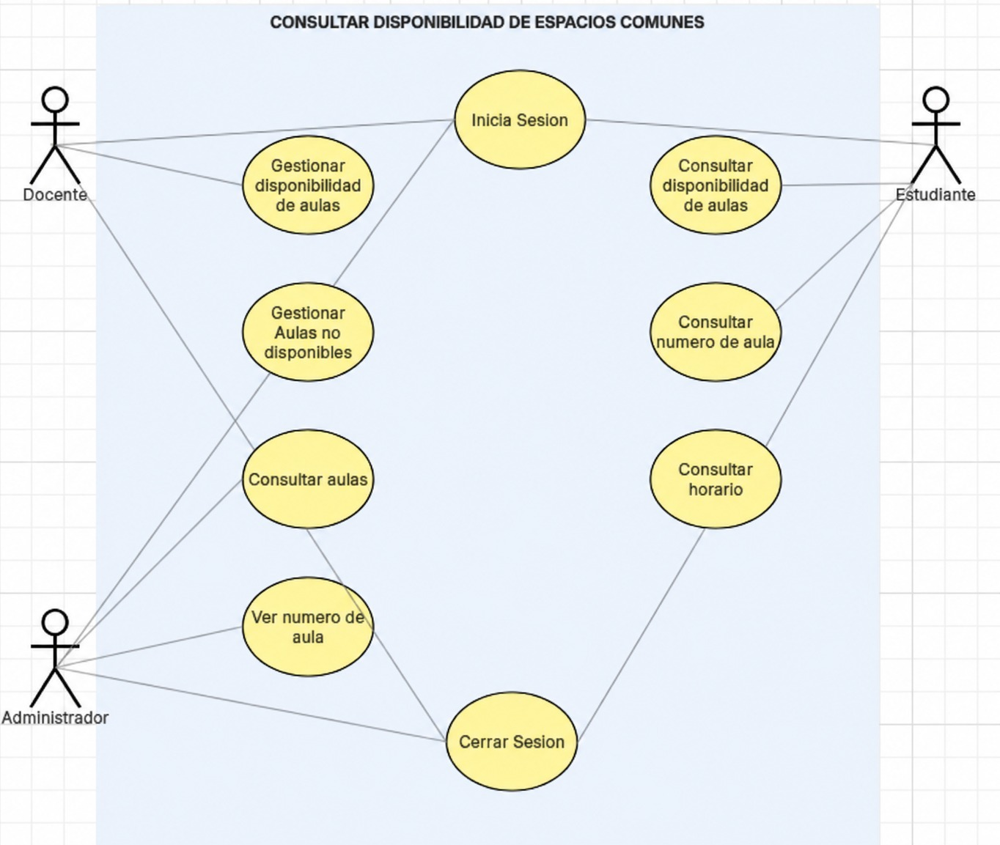 CONSULTAR DISPONIBILIDAD DE ESPACIOS COMUNES
Inicia Sesion
Gestionar
disponibilidad
de aulas
Consultar
disponibilidad
de aulas
Docente
Estudiante
Gestionar
Aulas no
disponibles
Consultar
numero de aula
Consultar aulas
Consultar
horario
Ver numero de
aula
Administrador
Cerrar Sesion